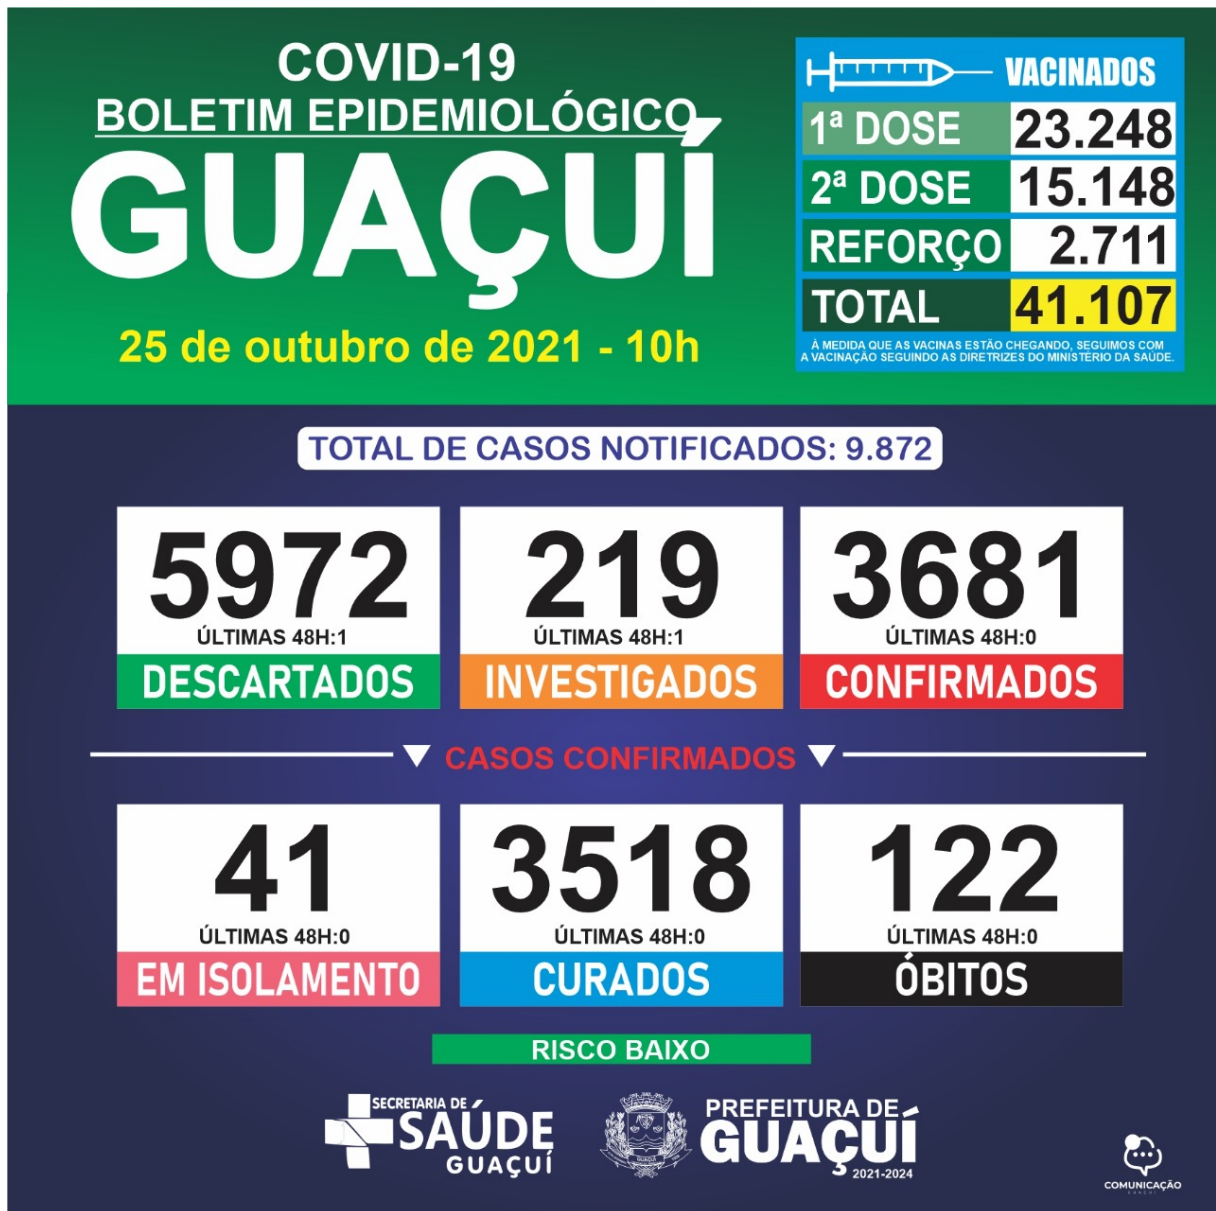 COVID-19
BOLETIM EPIDEMIOLÓGICO
GUAÇUÍ
25 de outubro de 2021 - 10h
VACINADOS
1ª DOSE 23.248
2ª DOSE 15.148
REFORÇO 2.711
TOTAL 41.107
À MEDIDA QUE AS VACINAS ESTÃO CHEGANDO, SEGUIMOS COM
A VACINAÇÃO SEGUINDO AS DIRETRIZES DO MINISTÉRIO DA SAÚDE.
TOTAL DE CASOS NOTIFICADOS: 9.872
5972
ÚLTIMAS 48H:1
DESCARTADOS
219
ÚLTIMAS 48H:1
INVESTIGADOS
3681
ÚLTIMAS 48H:0
CONFIRMADOS
CASOS CONFIRMADOS
41
ÚLTIMAS 48H:0
EM ISOLAMENTO
3518
ÚLTIMAS 48H:0
CURADOS
122
ÚLTIMAS 48H:0
ÓBITOS
RISCO BAIXO
SECRETARIA DE
SAÚDE
GUAÇUÍ
PREFEITURA DE
GUAÇUÍ
2021-2024
COMUNICAÇÃO
GUAÇUÍ